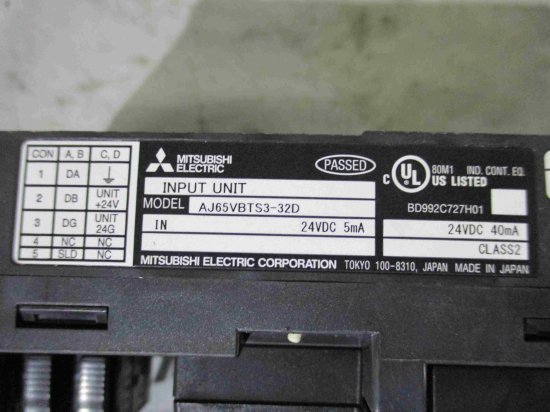 CON A, B C, D
1 DA ⏚
2 DB UNIT +24V
3 DG UNIT 24G
4 NC NC
5 SLD NC
MITSUBISHI
ELECTRIC
PASSED
INPUT UNIT
MODEL AJ65VBTS3-32D
IN 24VDC 5mA
C UL US LISTED
80M1 IND. CONT. EQ.
BD992C727H01
24VDC 40mA
CLASS2
MITSUBISHI ELECTRIC CORPORATION TOKYO 100-8310, JAPAN MADE IN JAPAN